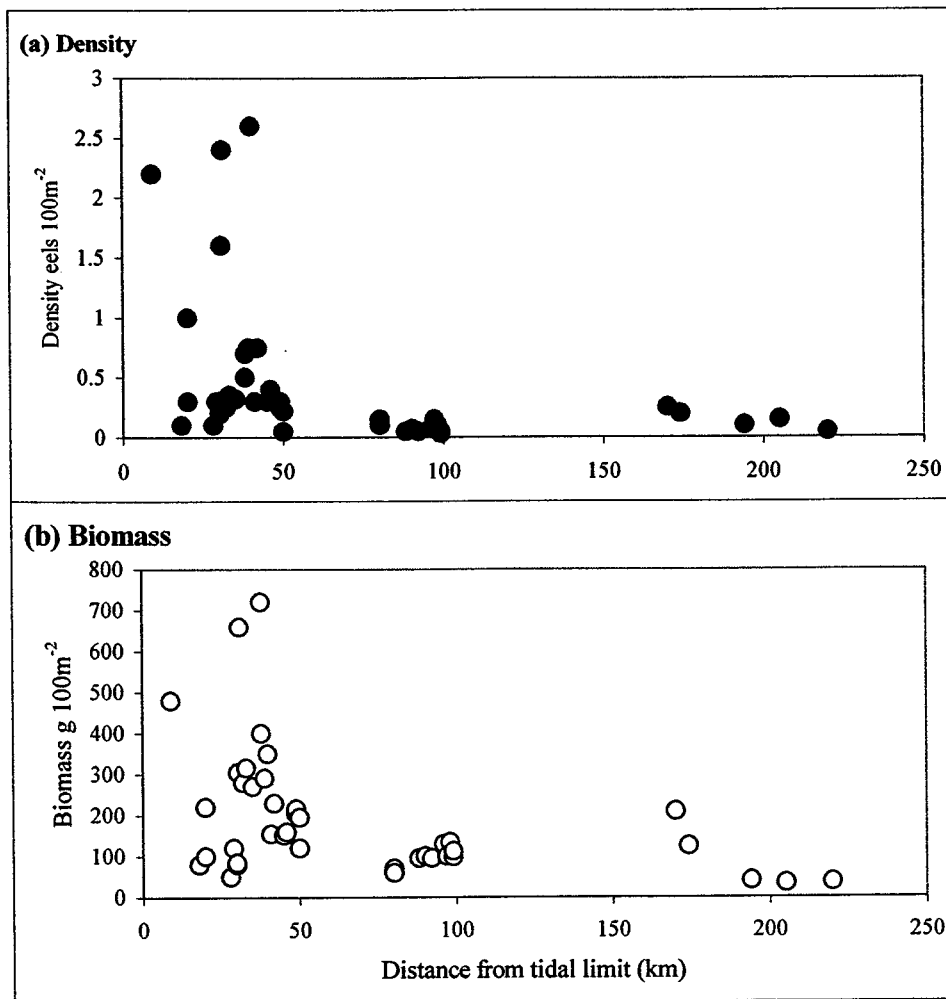 (a) Density
3
2.5
2
1.5
1
0.5
0
Density eels 100m⁻²
0 50 100 150 200 250
(b) Biomass
800
700
600
500
400
300
200
100
0
Biomass g 100m⁻²
0 50 100 150 200 250
Distance from tidal limit (km)